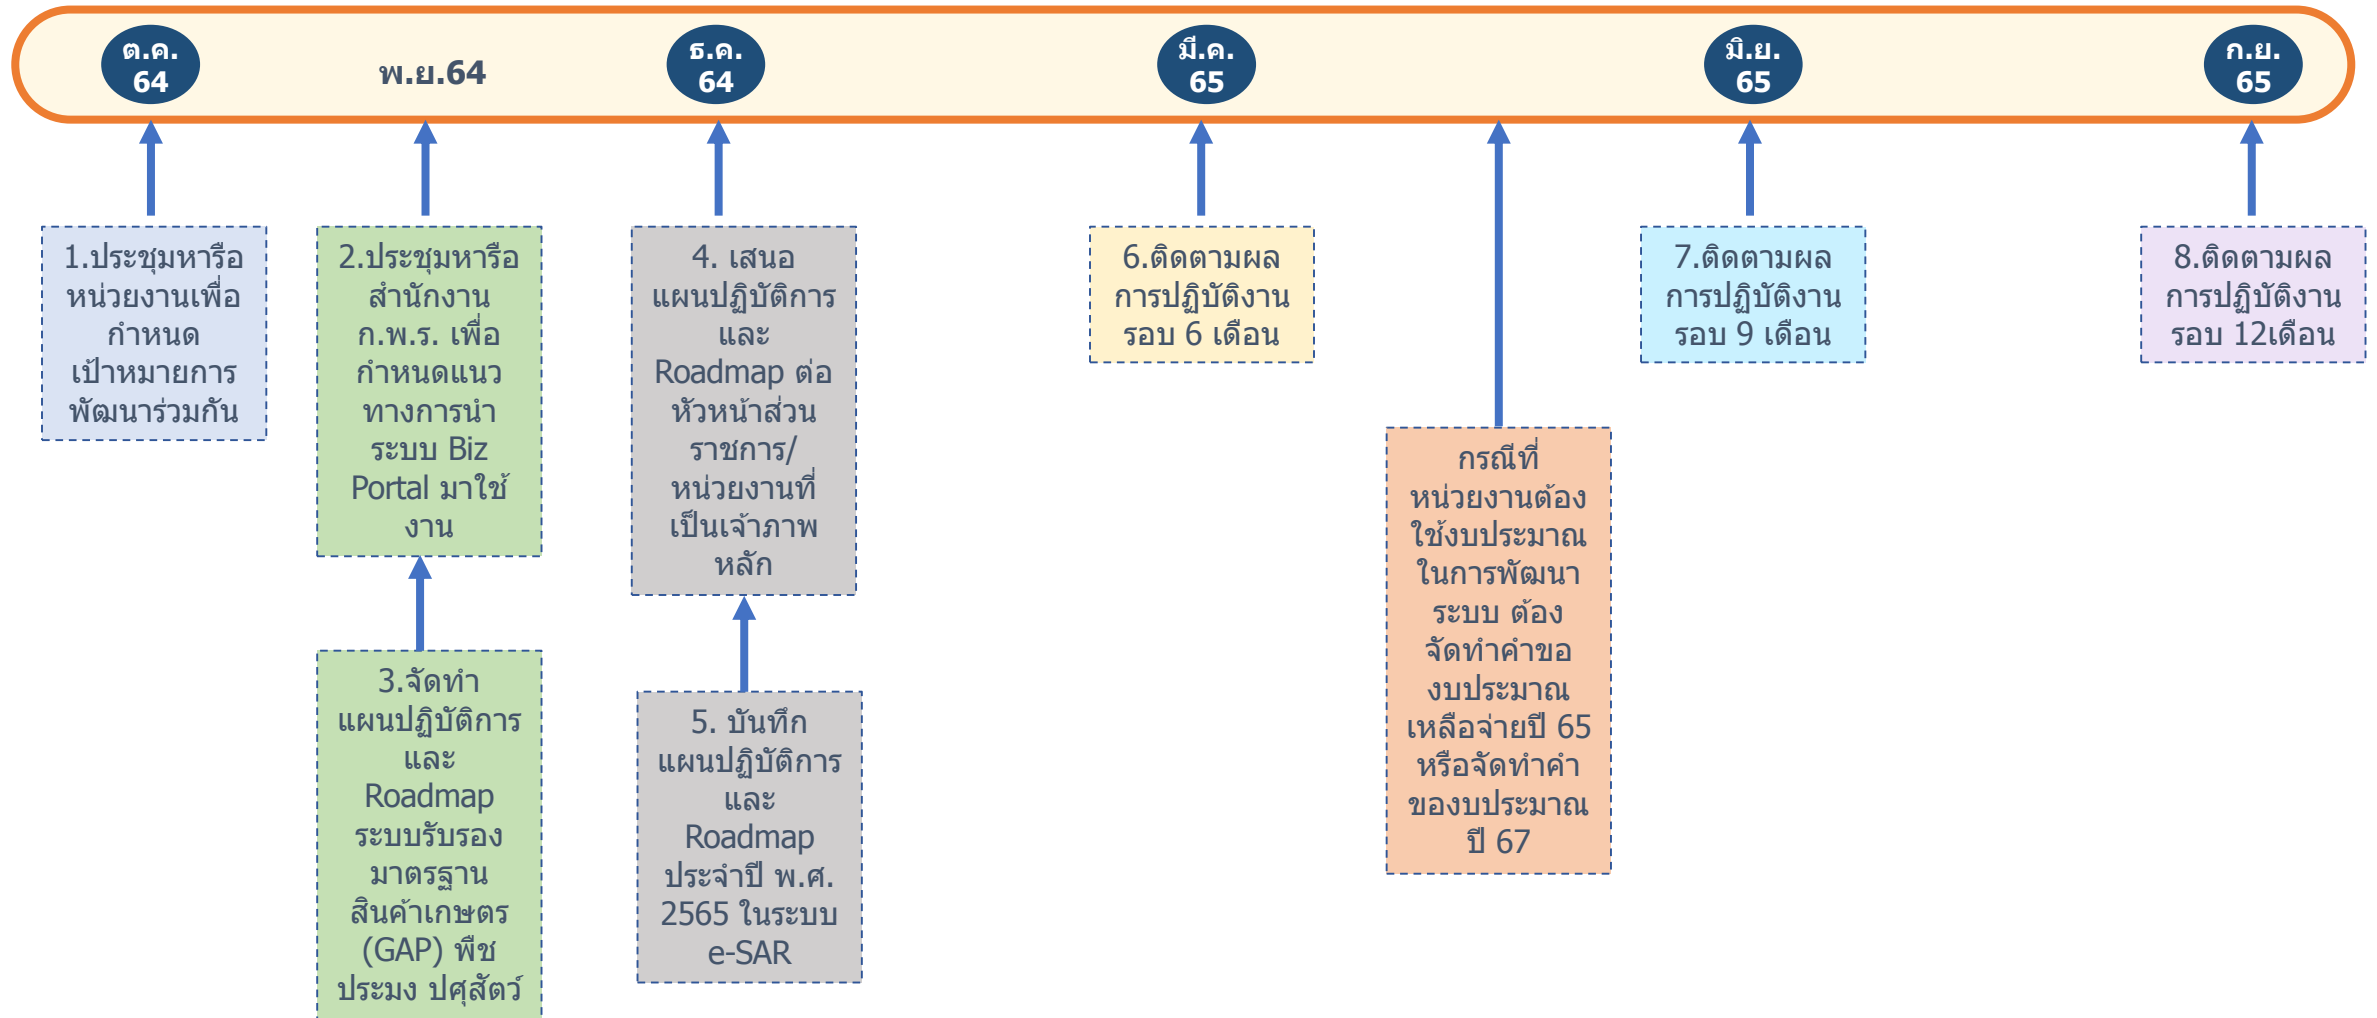 ต.ค.
64
พ.ย.64
ธ.ค.
64
มี.ค.
65
มิ.ย.
65
ก.ย.
65
1.ประชุมหารือ
หน่วยงานเพื่อ
กำหนด
เป้าหมายการ
พัฒนาร่วมกัน
2.ประชุมหารือ
สำนักงาน
ก.พ.ร. เพื่อ
กำหนดแนว
ทางการนำ
ระบบ Biz
Portal มาใช้
งาน
3.จัดทำ
แผนปฏิบัติการ
และ
Roadmap
ระบบรับรอง
มาตรฐาน
สินค้าเกษตร
(GAP) พืช
ประมง ปศุสัตว์
4. เสนอ
แผนปฏิบัติการ
และ
Roadmap ต่อ
หัวหน้าส่วน
ราชการ/
หน่วยงานที่
เป็นเจ้าภาพ
หลัก
5. บันทึก
แผนปฏิบัติการ
และ
Roadmap
ประจำปี พ.ศ.
2565 ในระบบ
e-SAR
6.ติดตามผล
การปฏิบัติงาน
รอบ 6 เดือน
กรณีที่
หน่วยงานต้อง
ใช้งบประมาณ
ในการพัฒนา
ระบบ ต้อง
จัดทำคำขอ
งบประมาณ
เหลือจ่ายปี 65
หรือจัดทำคำ
ของบประมาณ
ปี 67
7.ติดตามผล
การปฏิบัติงาน
รอบ 9 เดือน
8.ติดตามผล
การปฏิบัติงาน
รอบ 12เดือน